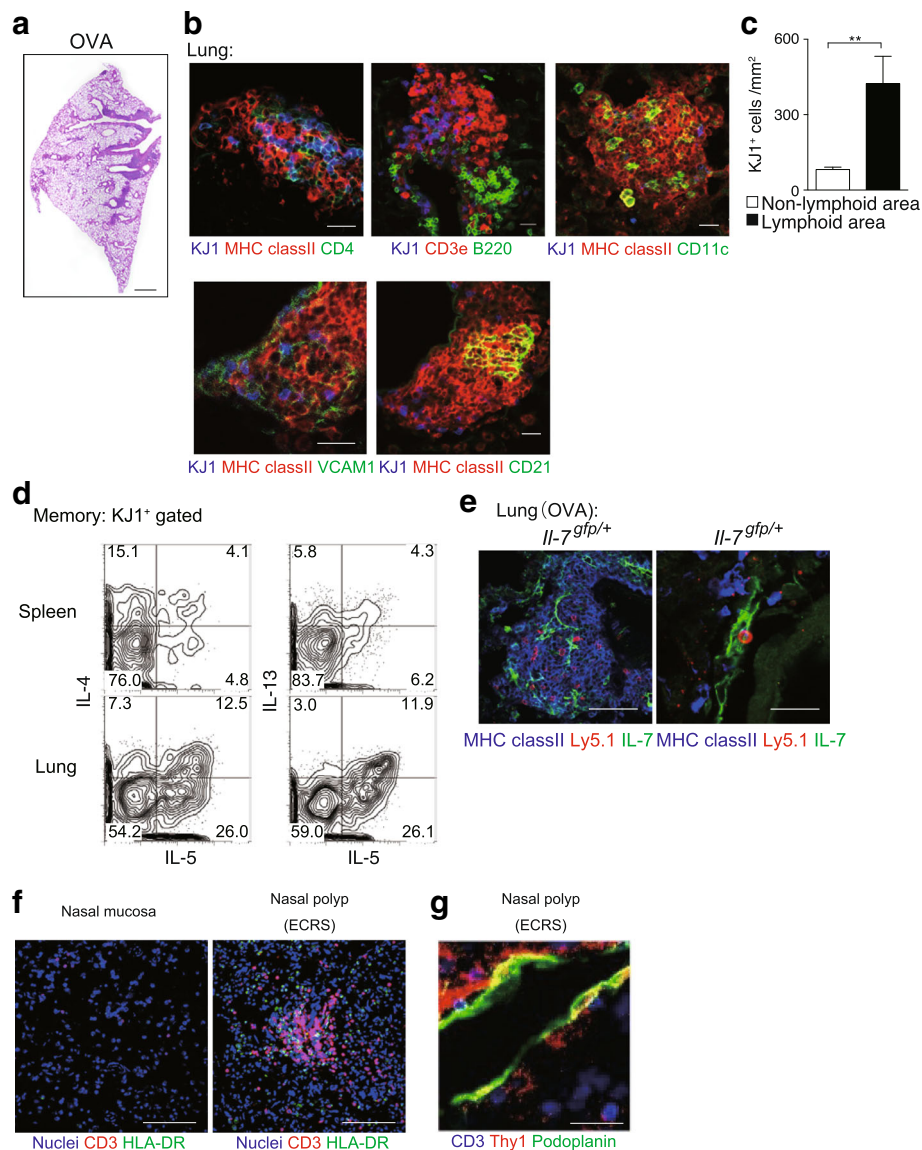 a
OVA
b
Lung:
KJ1 MHC classII CD4
KJ1 CD3e B220
KJ1 MHC classII CD11c
KJ1 MHC classII VCAM1
KJ1 MHC classII CD21
c
600
**
300
0
KJ1+ cells /mm2
Non-lymphoid area
Lymphoid area
d
Memory: KJ1+ gated
Spleen
Lung
IL-4
IL-13
15.1
4.1
76.0
4.8
5.8
4.3
83.7
6.2
7.3
12.5
54.2
26.0
3.0
11.9
59.0
26.1
IL-5
IL-5
e
Lung (OVA):
Il-7 gfp/+
Il-7 gfp/+
MHC classII Ly5.1 IL-7
MHC classII Ly5.1 IL-7
f
Nasal mucosa
Nasal polyp
(ECRS)
Nuclei CD3 HLA-DR
Nuclei CD3 HLA-DR
g
Nasal polyp
(ECRS)
CD3 Thy1 Podoplanin